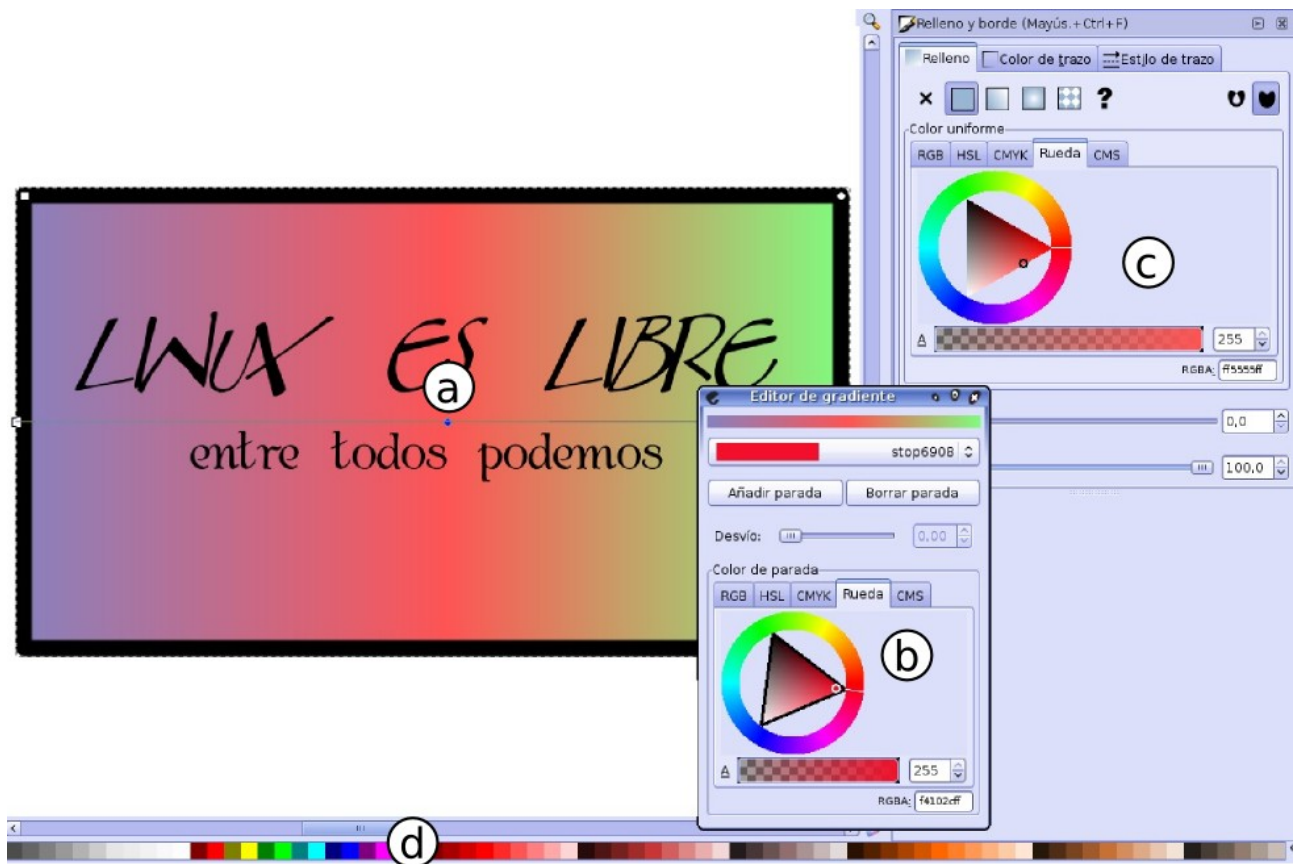 Relleno y borde (Mayús.+Ctrl+F)
Relleno
Color de trazo
Estilo de trazo
?
Color uniforme
RGB HSL CMYK Rueda CMS
c
A 255
RGBA: ff5555ff
0,0
100,0
LINUX ES LIBRE
a
entre todos podemos
Editor de gradiente
stop6908
Añadir parada Borrar parada
Desvío: 0,00
Color de parada
RGB HSL CMYK Rueda CMS
b
A 255
RGBA: f4102cff
d